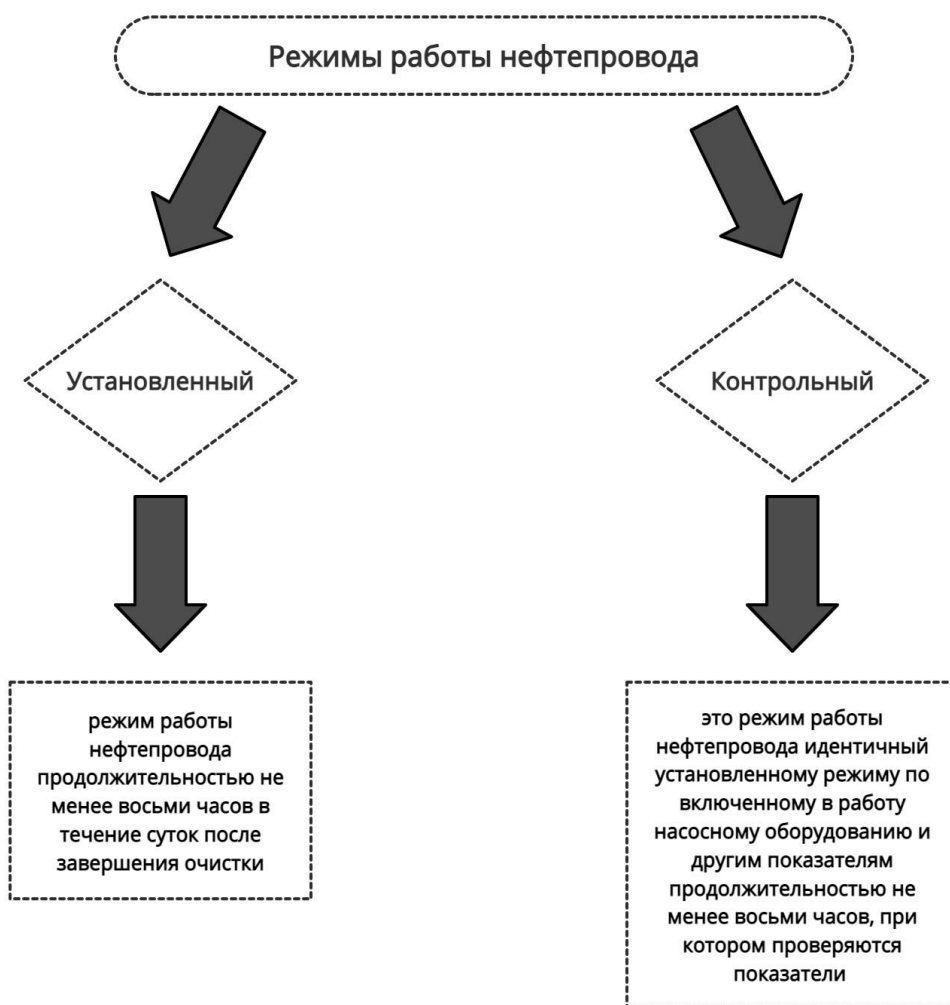 Режимы работы нефтепровода
Установленный
Контрольный
режим работы
нефтепровода
продолжительностью не
менее восьми часов в
течение суток после
завершения очистки
это режим работы
нефтепровода идентичный
установленному режиму по
включенному в работу
насосному оборудованию и
другим показателям
продолжительностью не
менее восьми часов, при
котором проверяются
показатели